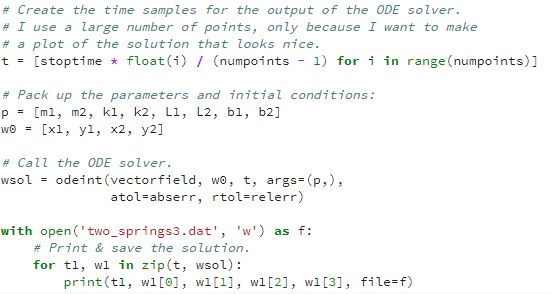 # Create the time samples for the output of the ODE solver.
# I use a large number of points, only because I want to make
# a plot of the solution that looks nice.
t = [stoptime * float(i) / (numpoints - 1) for i in range(numpoints)]
# Pack up the parameters and initial conditions:
p = [m1, m2, k1, k2, L1, L2, b1, b2]
w0 = [x1, y1, x2, y2]
# Call the ODE solver.
wsol = odeint(vectorfield, w0, t, args=(p,),
              atol=abserr, rtol=relerr)
with open('two_springs3.dat', 'w') as f:
    # Print & save the solution.
    for t1, w1 in zip(t, wsol):
        print(t1, w1[0], w1[1], w1[2], w1[3], file=f)